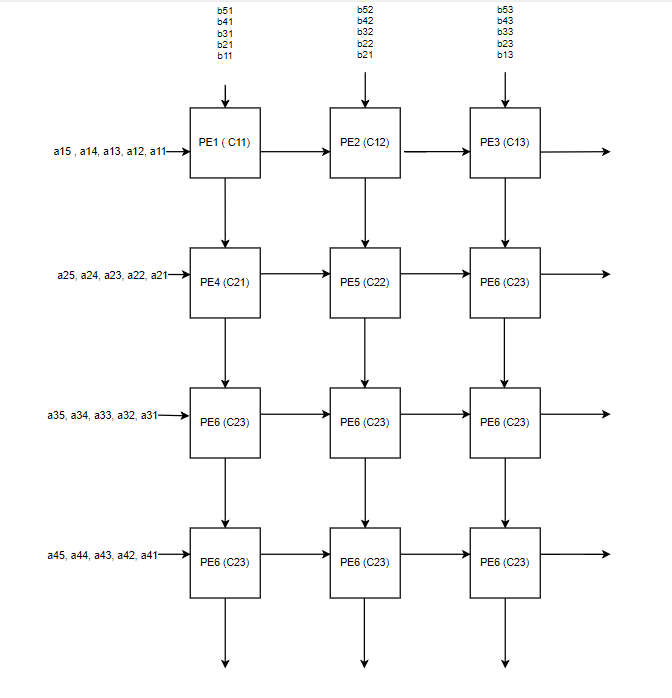 b51 b52 b53
b41 b42 b43
b31 b32 b33
b21 b22 b23
b11 b21 b13
a15 , a14, a13, a12, a11 PE1 ( C11) PE2 (C12) PE3 (C13)
a25, a24, a23, a22, a21 PE4 (C21) PE5 (C22) PE6 (C23)
a35, a34, a33, a32, a31 PE6 (C23) PE6 (C23) PE6 (C23)
a45, a44, a43, a42, a41 PE6 (C23) PE6 (C23) PE6 (C23)